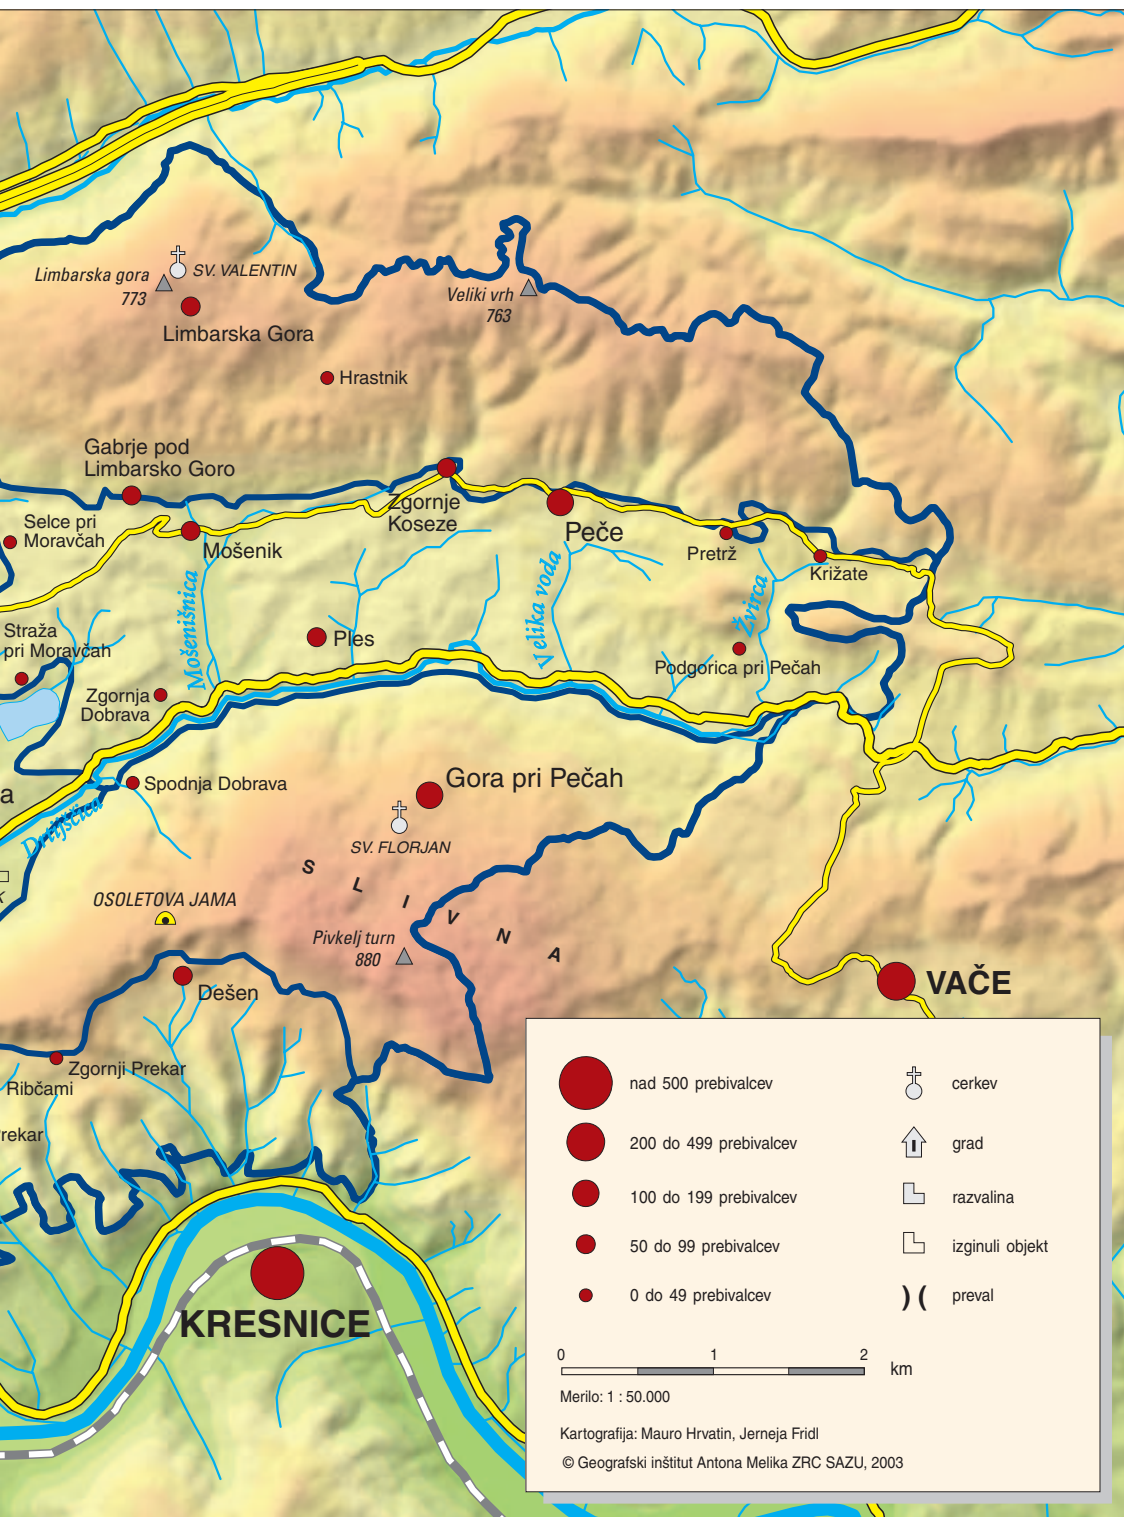 SV. VALENTIN
Limbarska gora
773
Limbarska Gora
Veliki vrh
763
Hrastnik
Gabrje pod
Limbarsko Goro
Zgornje
Koseze
Peče
Selce pri
Moravčah
Mošenik
Pretrž
Križate
Mošenišnica
Velika voda
Žvirca
Straža
pri Moravčah
Ples
Podgorica pri Pečah
Zgornja
Dobrava
Spodnja Dobrava
Gora pri Pečah
a
Drtijščica
SV. FLORJAN
SLIVNA
K
OSOLETOVA JAMA
Pivkelj turn
880
Dešen
VAČE
Zgornji Prekar
Ribčami
rekar
KRESNICE
nad 500 prebivalcev
200 do 499 prebivalcev
100 do 199 prebivalcev
50 do 99 prebivalcev
0 do 49 prebivalcev
cerkev
grad
razvalina
izginuli objekt
preval
0 1 2
km
Merilo: 1 : 50.000
Kartografija: Mauro Hrvatin, Jerneja Fridl
© Geografski inštitut Antona Melika ZRC SAZU, 2003